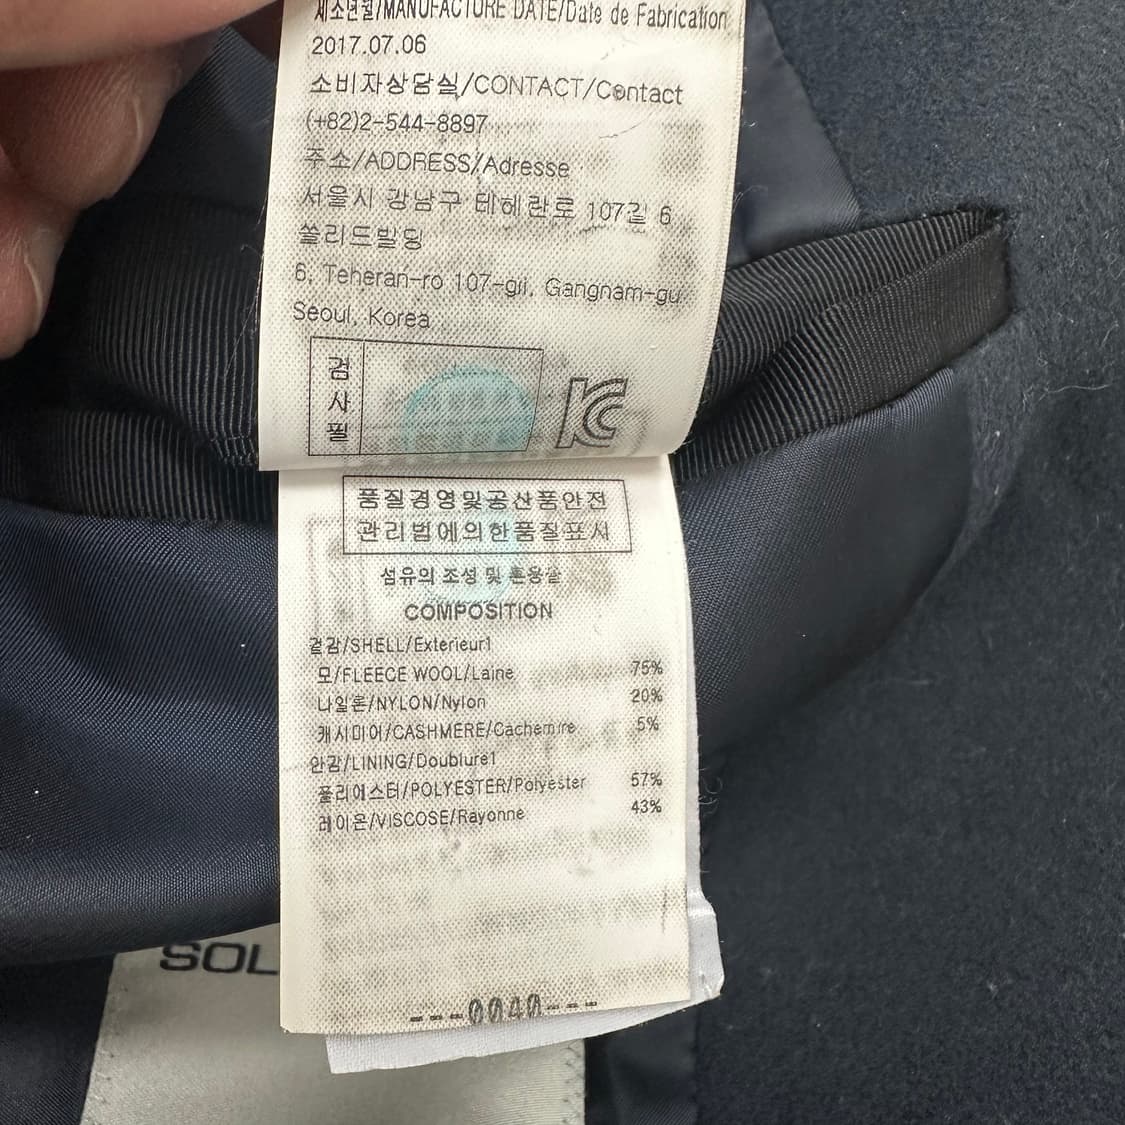 제조년월/MANUFACTURE DATE/Date de Fabrication
2017.07.06
소비자상담실/CONTACT/Contact
(+82)2-544-8897
주소/ADDRESS/Adresse
서울시 강남구 테헤란로 107길 6
쏠리드빌딩
6, Teheran-ro 107-gil, Gangnam-gu
Seoul, Korea
검사필
품질경영및공산품안전
관리법에의한품질표시
섬유의 조성 및 혼용율
COMPOSITION
겉감/SHELL/Exterieur1
모/FLEECE WOOL/Laine 75%
나일론/NYLON/Nylon 20%
캐시미어/CASHMERE/Cachemire 5%
안감/LINING/Doublure1
폴리에스터/POLYESTER/Polyester 57%
레이온/VISCOSE/Rayonne 43%
SOL
---0040---